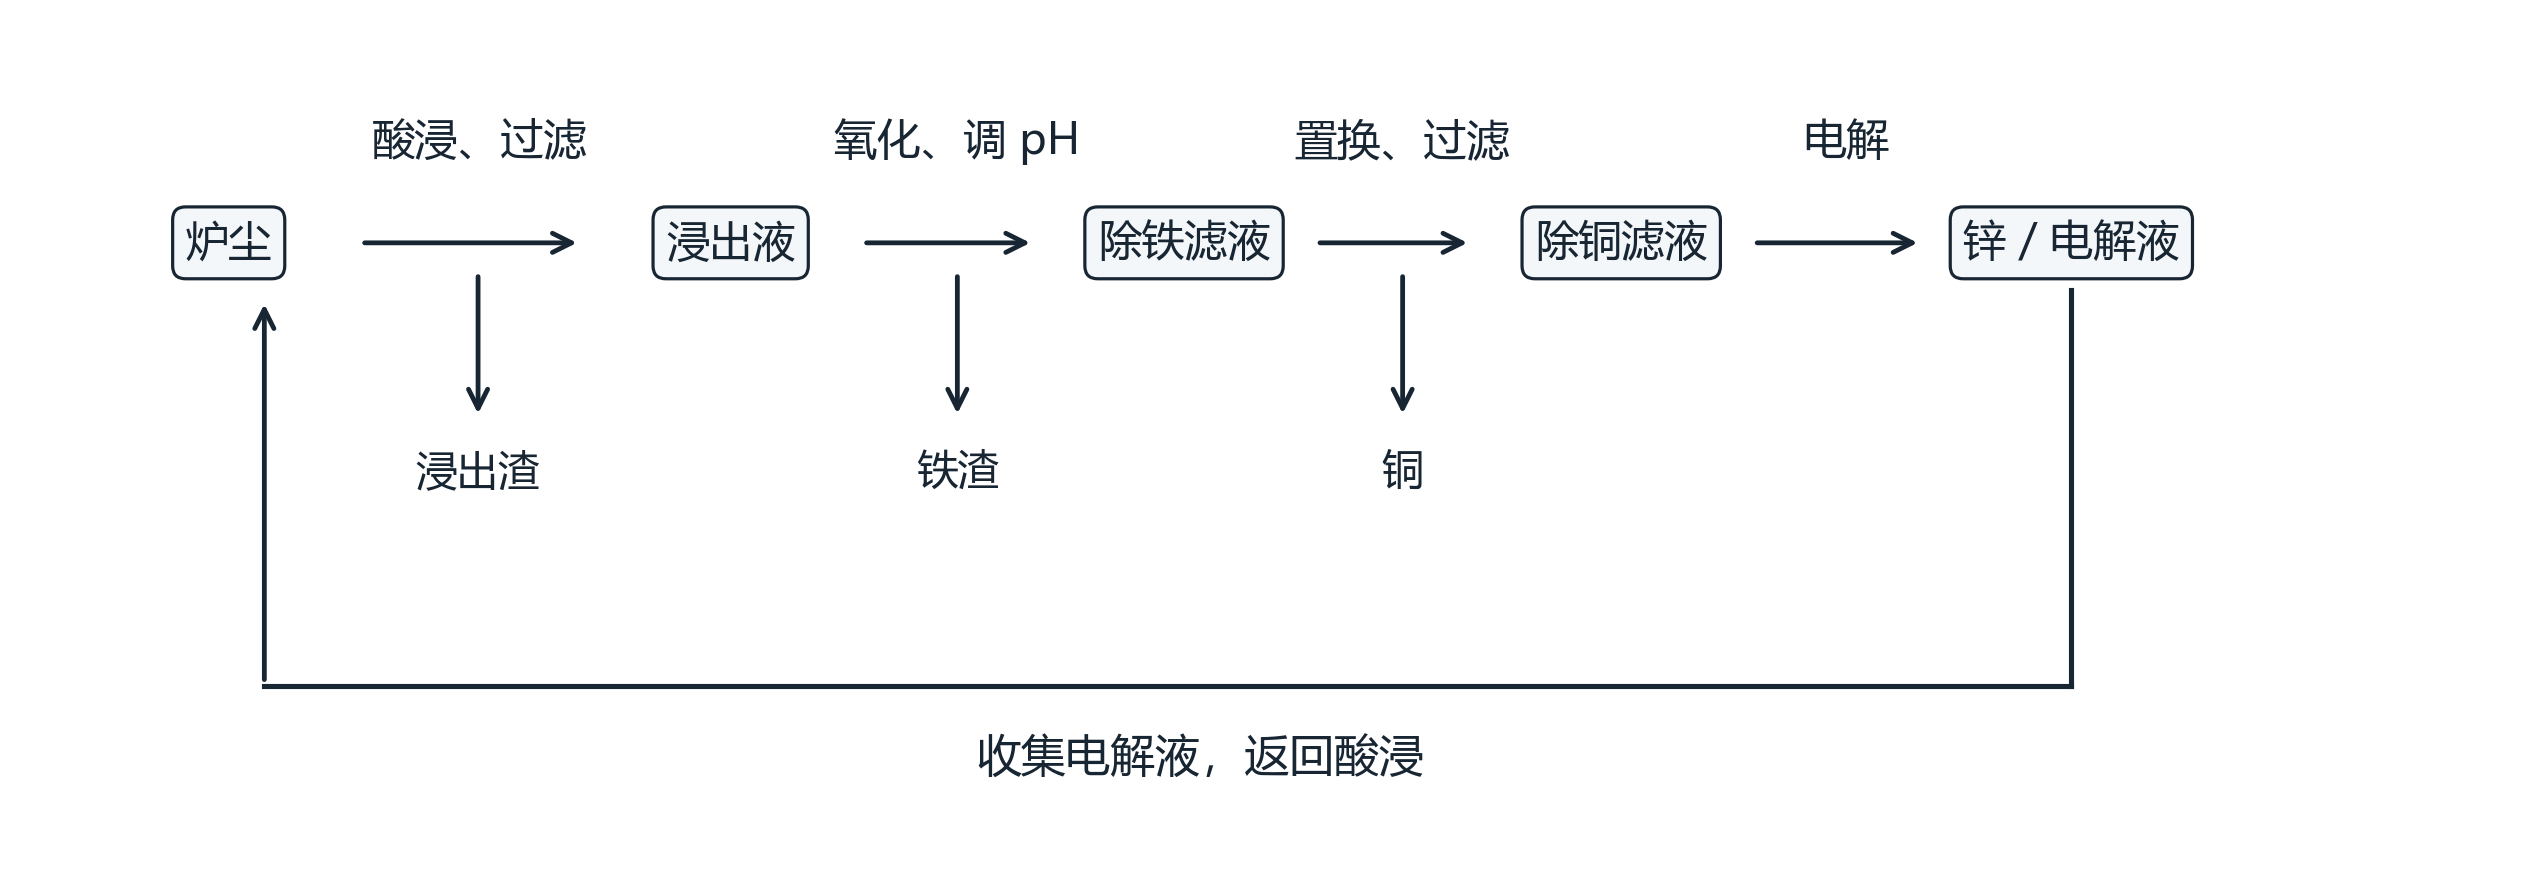 酸浸、过滤
氧化、调 pH
置换、过滤
电解
炉尘
浸出液
除铁滤液
除铜滤液
锌 / 电解液
浸出渣
铁渣
铜
收集电解液，返回酸浸